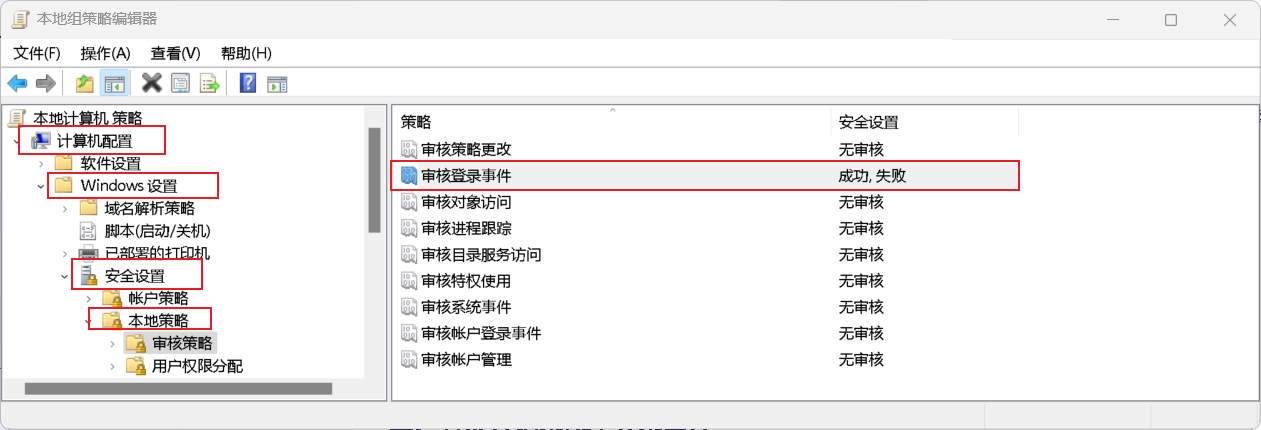 本地组策略编辑器
文件(F) 操作(A) 查看(V) 帮助(H)
本地计算机 策略
计算机配置
软件设置
Windows 设置
域名解析策略
脚本(启动/关机)
已部署的打印机
安全设置
帐户策略
本地策略
审核策略
用户权限分配
策略 安全设置
审核策略更改 无审核
审核登录事件 成功, 失败
审核对象访问 无审核
审核进程跟踪 无审核
审核目录服务访问 无审核
审核特权使用 无审核
审核系统事件 无审核
审核帐户登录事件 无审核
审核帐户管理 无审核